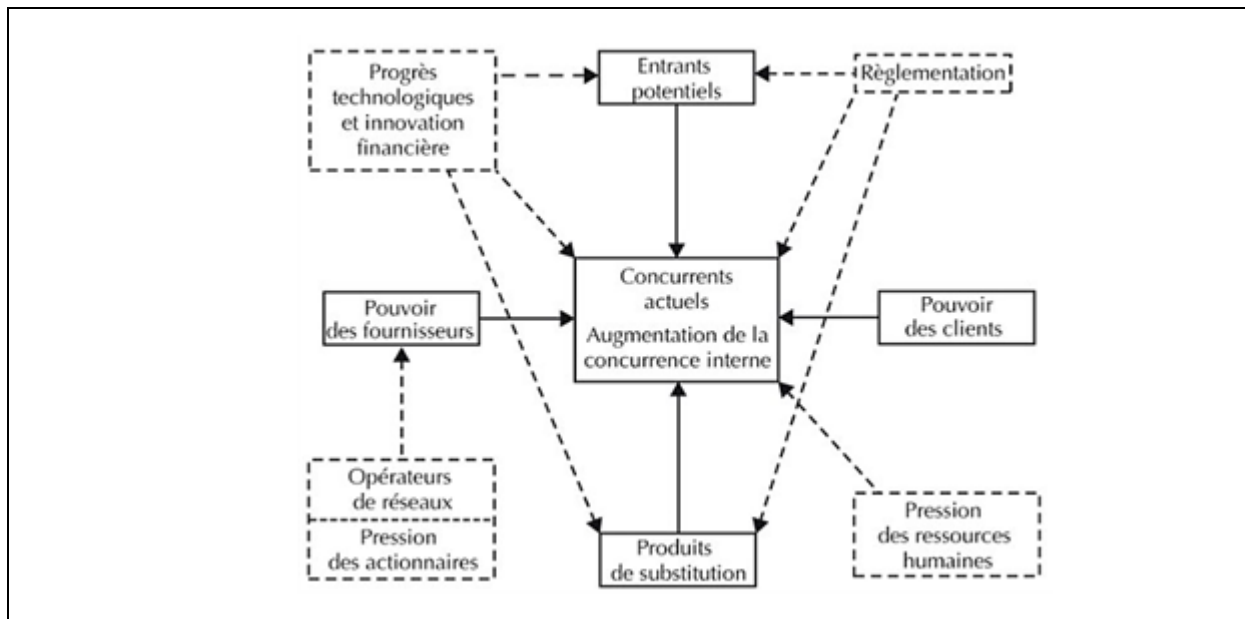 Progrès
technologiques
et innovation
financière
Entrants
potentiels
Règlementation
Concurrents
actuels
Augmentation de la
concurrence interne
Pouvoir
des fournisseurs
Pouvoir
des clients
Opérateurs
de réseaux
Pression
des actionnaires
Produits
de substitution
Pression
des ressources
humaines